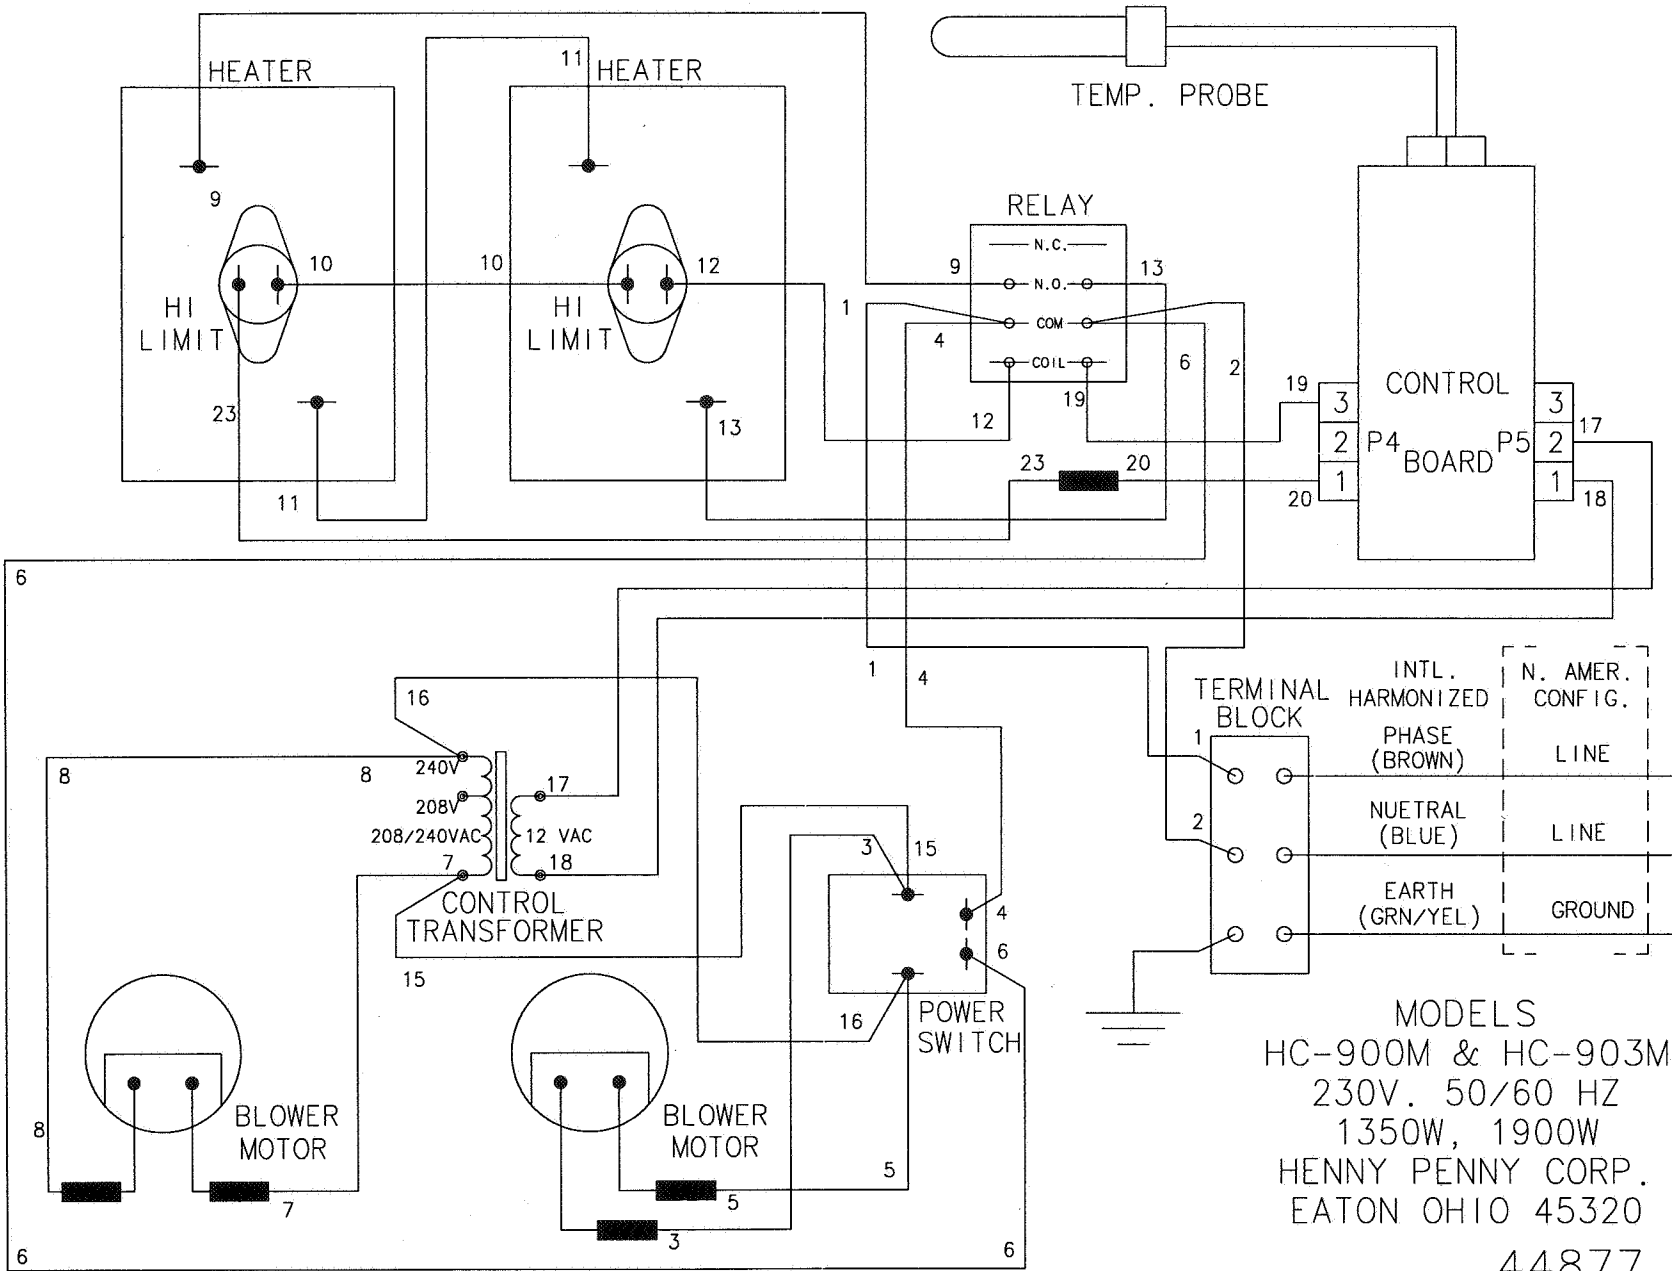 11
HEATER
HEATER
TEMP. PROBE
9
RELAY
N.C.
10
10
12
9
N.O.
13
HI
LIMIT
HI
LIMIT
1
4
COM
6
2
COIL
23
13
12
19
19
3
2
1
P4
CONTROL
BOARD
P5
3
2
1
17
18
11
23
20
20
6
16
1
4
TERMINAL
BLOCK
INTL.
HARMONIZED
N. AMER.
CONFIG.
1
PHASE
(BROWN)
LINE
8
8
240V
208V
208/240VAC
7
17
12 VAC
18
2
NUETRAL
(BLUE)
LINE
3
15
CONTROL
TRANSFORMER
4
6
EARTH
(GRN/YEL)
GROUND
15
16
POWER
SWITCH
MODELS
HC-900M & HC-903M
230V. 50/60 HZ
1350W, 1900W
HENNY PENNY CORP.
EATON OHIO 45320
44877
8
BLOWER
MOTOR
7
BLOWER
MOTOR
5
5
3
6
6